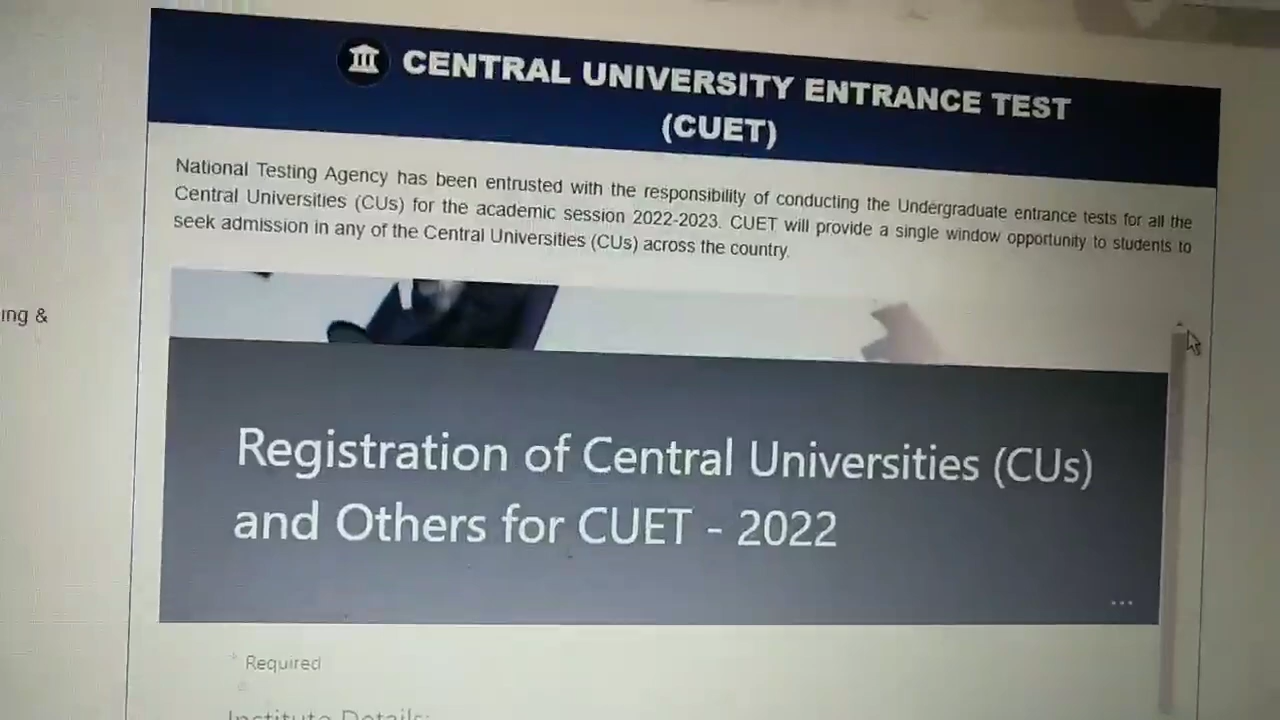 CENTRAL UNIVERSITY ENTRANCE TEST
(CUET)
National Testing Agency has been entrusted with the responsibility of conducting the Undergraduate entrance tests for all the
Central Universities (CUs) for the academic session 2022-2023. CUET will provide a single window opportunity to students to
seek admission in any of the Central Universities (CUs) across the country.
ing &
Registration of Central Universities (CUs)
and Others for CUET - 2022
...
* Required
Institute Details: